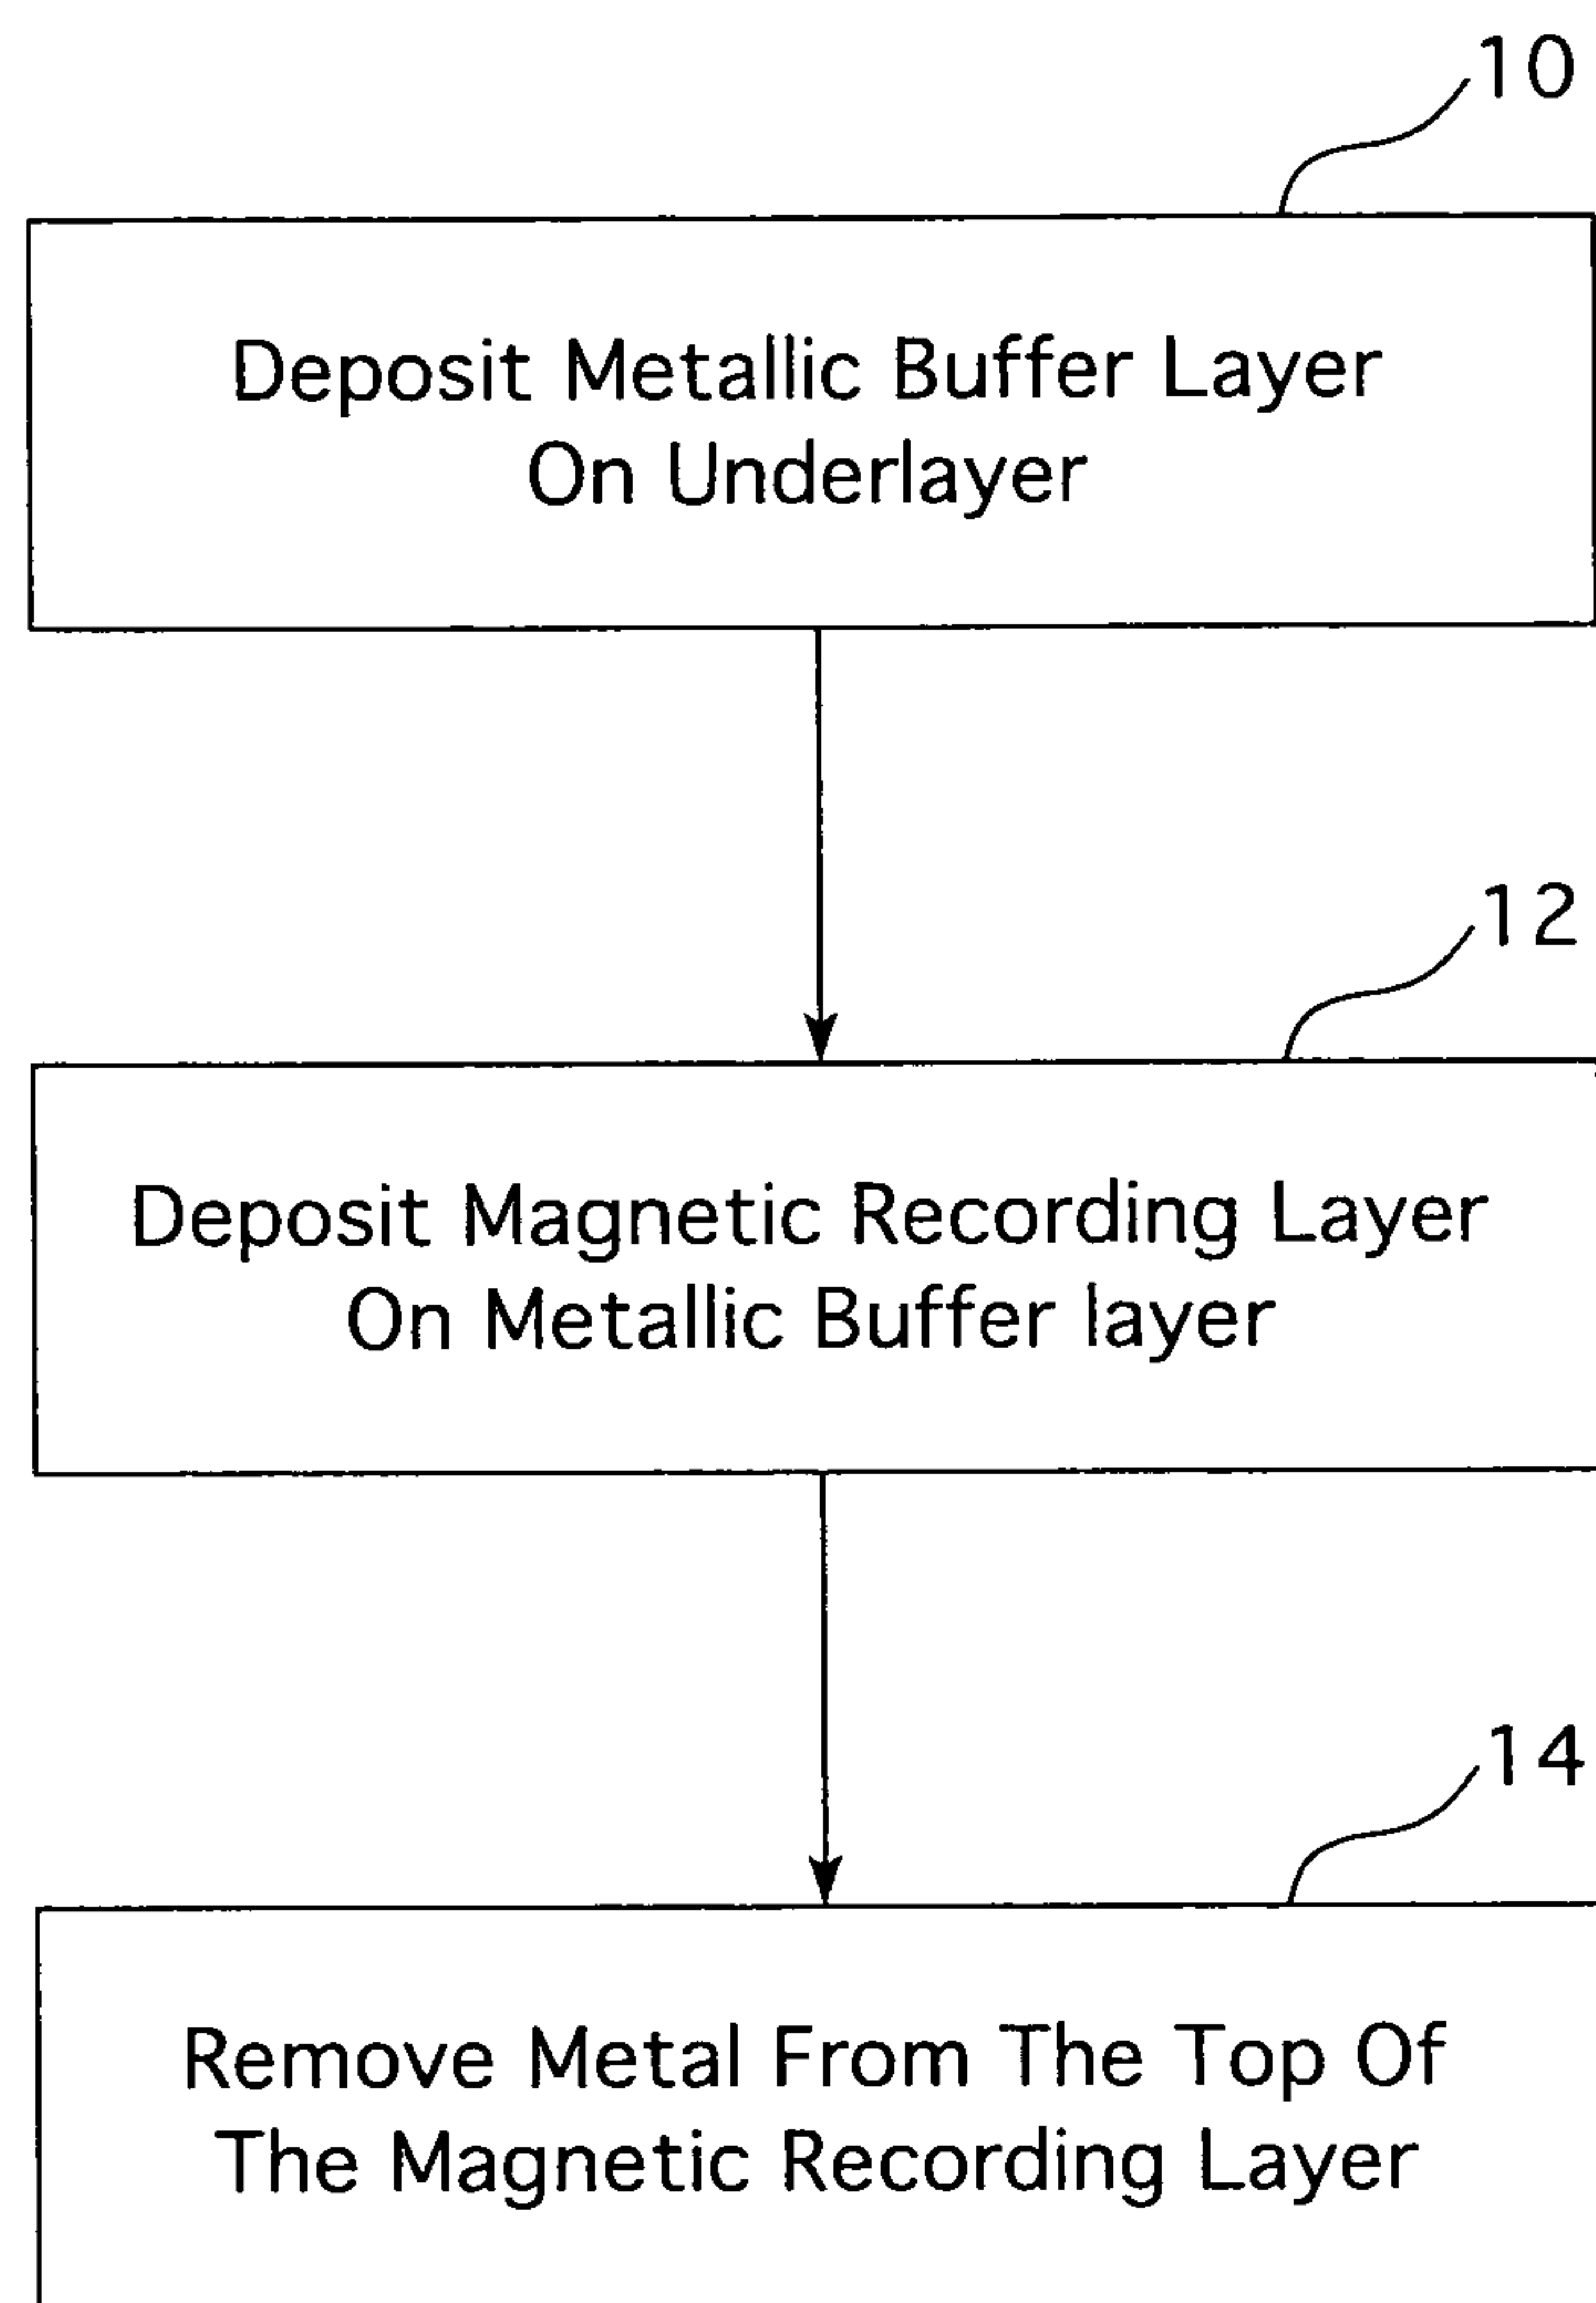 10
Deposit Metallic Buffer Layer
On Underlayer
12
Deposit Magnetic Recording Layer
On Metallic Buffer layer
14
Remove Metal From The Top Of
The Magnetic Recording Layer